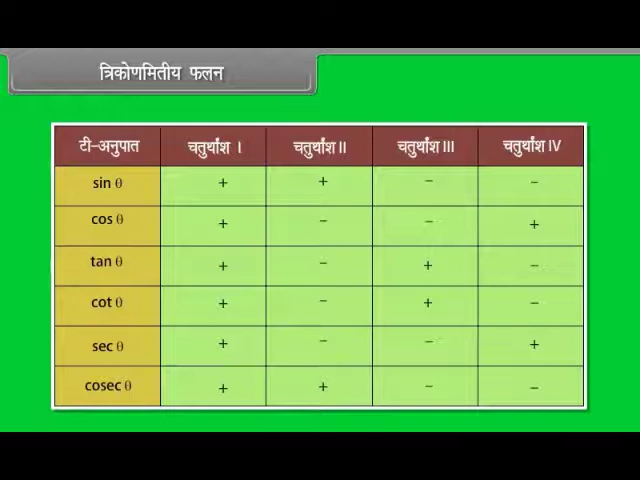 त्रिकोणमितीय फलन
टी-अनुपात चतुर्थांश I चतुर्थांश II चतुर्थांश III चतुर्थांश IV
sin θ + + − −
cos θ + − − +
tan θ + − + −
cot θ + − + −
sec θ + − − +
cosec θ + + − −